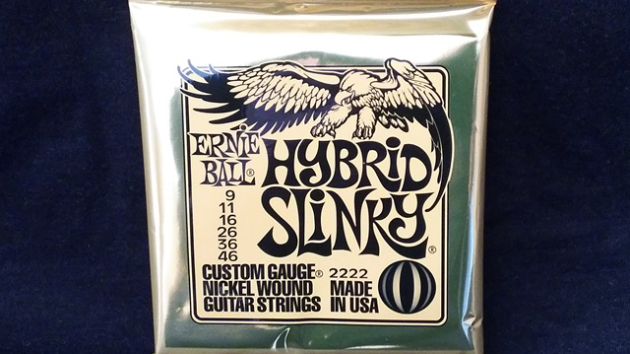 ERNIE BALL®
HYBRID
SLINKY®
9
11
16
26
36
46
CUSTOM GAUGE® 2222
NICKEL WOUND MADE
GUITAR STRINGS IN USA